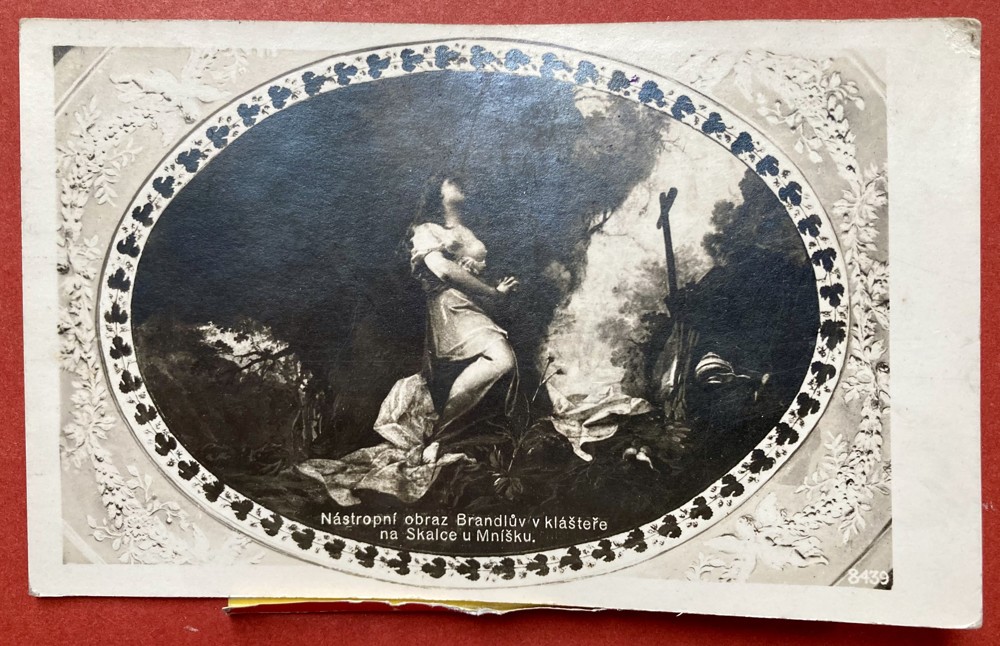 Nástropní obraz Brandlův v klášteře
na Skalce u Mníšku.
8439